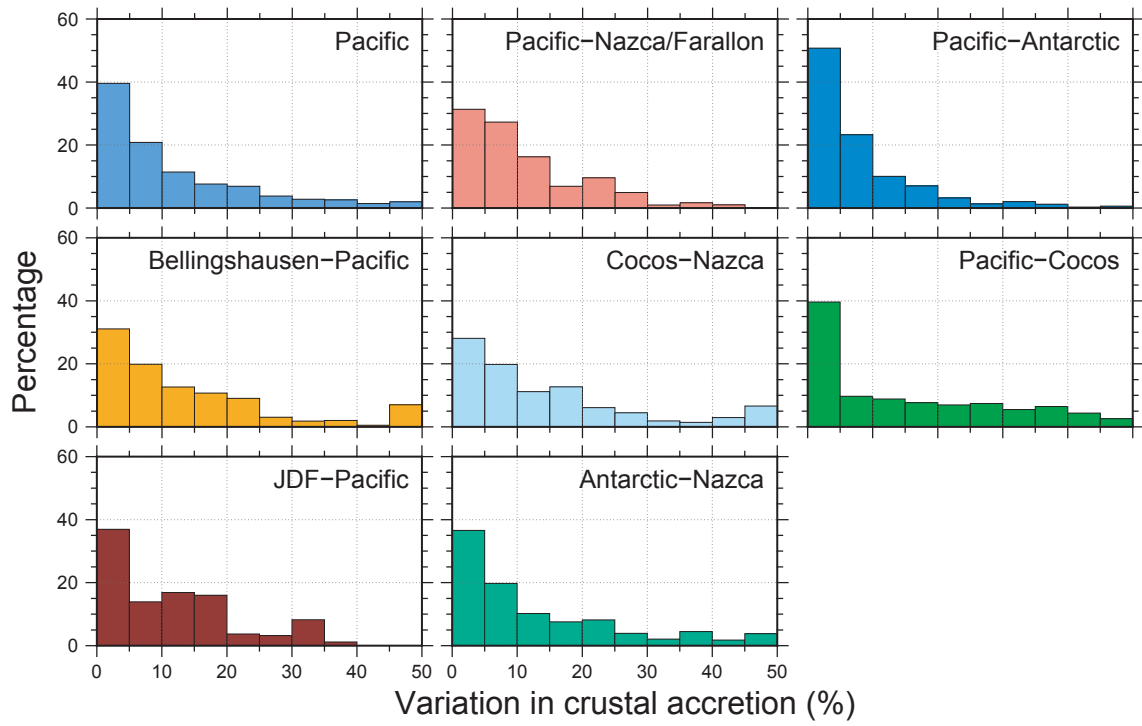 60
40
20
0
Pacific
Pacific−Nazca/Farallon
Pacific−Antarctic
60
40
20
0
Bellingshausen−Pacific
Cocos−Nazca
Pacific−Cocos
Percentage
60
40
20
0
JDF−Pacific
Antarctic−Nazca
0 10 20 30 40 50
0 10 20 30 40 50
Variation in crustal accretion (%)